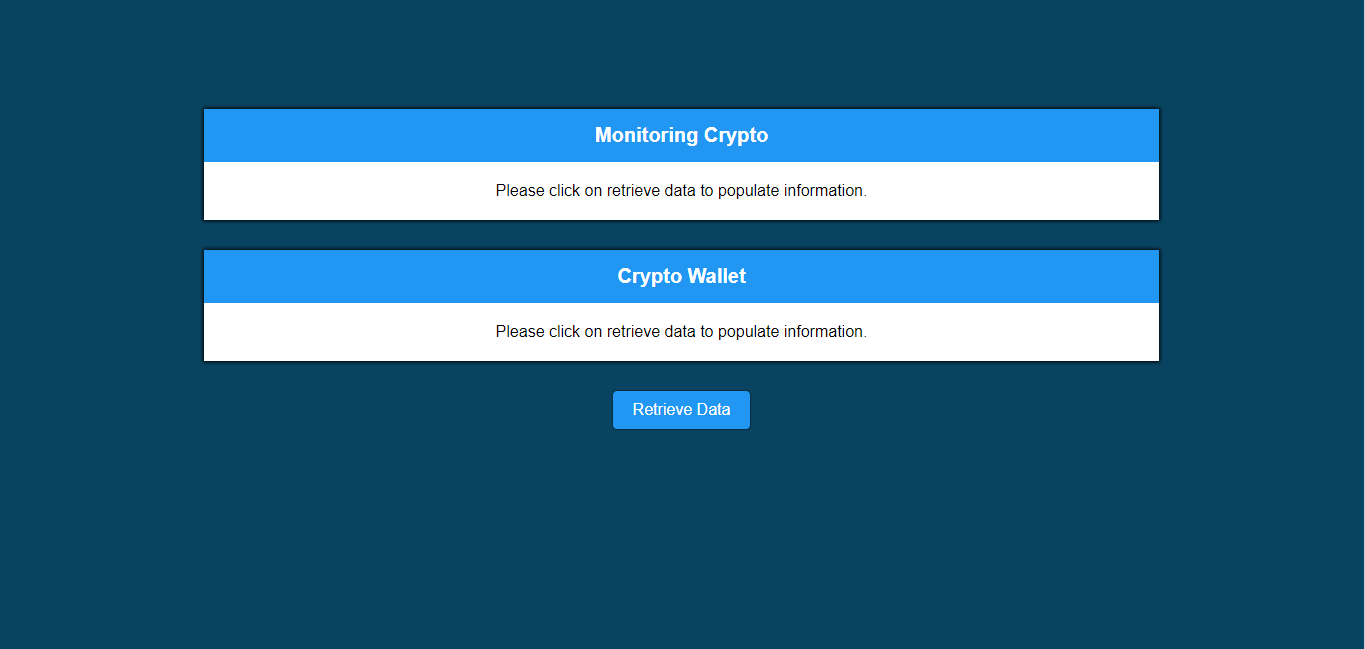 Monitoring Crypto
Please click on retrieve data to populate information.
Crypto Wallet
Please click on retrieve data to populate information.
Retrieve Data